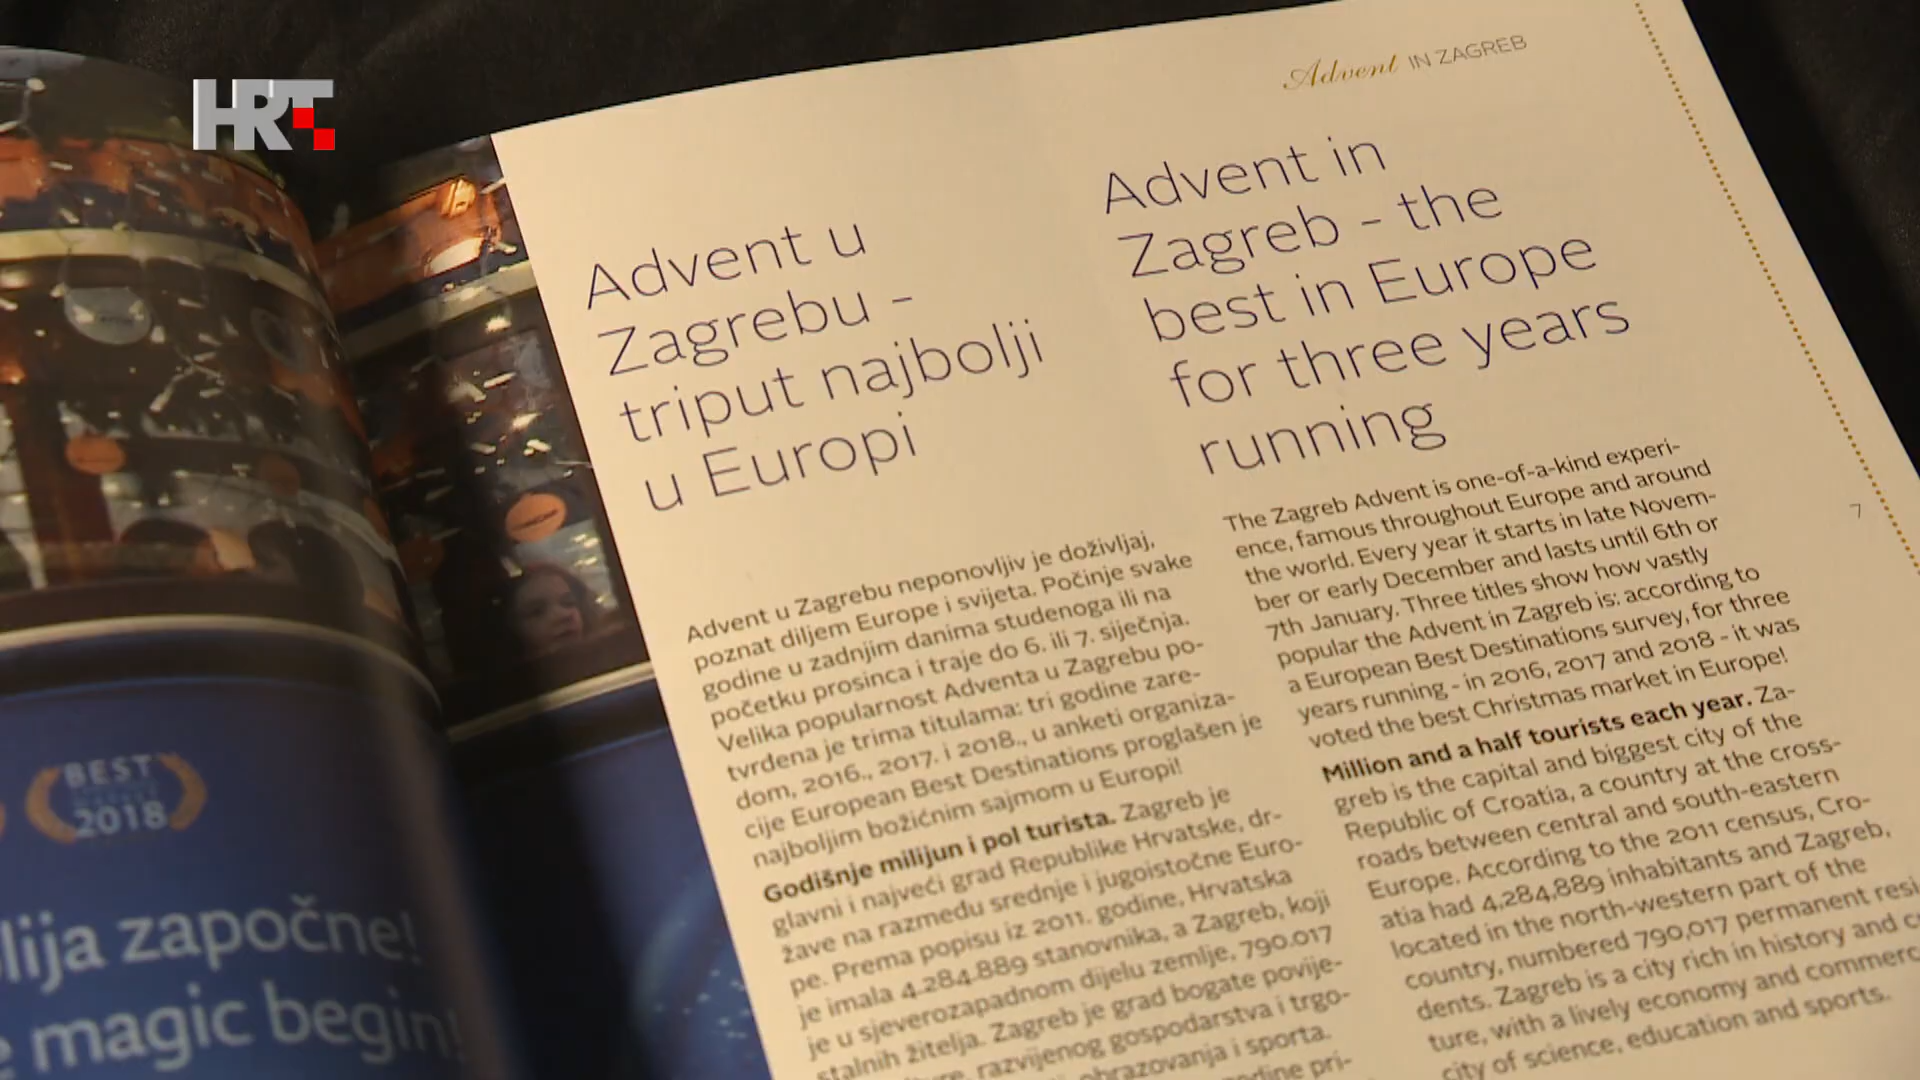 HRT
Advent IN ZAGREB
Advent u
Zagrebu -
triput najbolji
u Europi
Advent u Zagrebu neponovljiv je doživljaj,
poznat diljem Europe i svijeta. Počinje svake
godine u zadnjim danima studenoga ili na
početku prosinca i traje do 6. ili 7. siječnja.
Velika popularnost Adventa u Zagrebu po-
tvrđena je trima titulama: tri godine zare-
dom, 2016., 2017. i 2018., u anketi organiza-
cije European Best Destinations proglašen je
najboljim božićnim sajmom u Europi!
Godišnje milijun i pol turista. Zagreb je
glavni i najveći grad Republike Hrvatske, dr-
žave na razmeđu srednje i jugoistočne Euro-
pe. Prema popisu iz 2011. godine, Hrvatska
je imala 4.284.889 stanovnika, a Zagreb, koji
je u sjeverozapadnom dijelu zemlje, 790.017
stalnih žitelja. Zagreb je grad bogate povije-
razvijenog gospodarstva i trgo-
obrazovanja i sporta.
pri-
Advent in
Zagreb - the
best in Europe
for three years
running
The Zagreb Advent is one-of-a-kind experi-
ence, famous throughout Europe and around
the world. Every year it starts in late Novem-
ber or early December and lasts until 6th or
7th January. Three titles show how vastly
popular the Advent in Zagreb is: according to
a European Best Destinations survey, for three
years running - in 2016, 2017 and 2018 - it was
voted the best Christmas market in Europe!
Million and a half tourists each year. Za-
greb is the capital and biggest city of the
Republic of Croatia, a country at the cross-
roads between central and south-eastern
Europe. According to the 2011 census, Cro-
atia had 4,284,889 inhabitants and Zagreb,
located in the north-western part of the
country, numbered 790,017 permanent resi-
dents. Zagreb is a city rich in history and
ture, with a lively economy and
city of science, education and sports.
7
BEST
2018
započne!
magic begin!